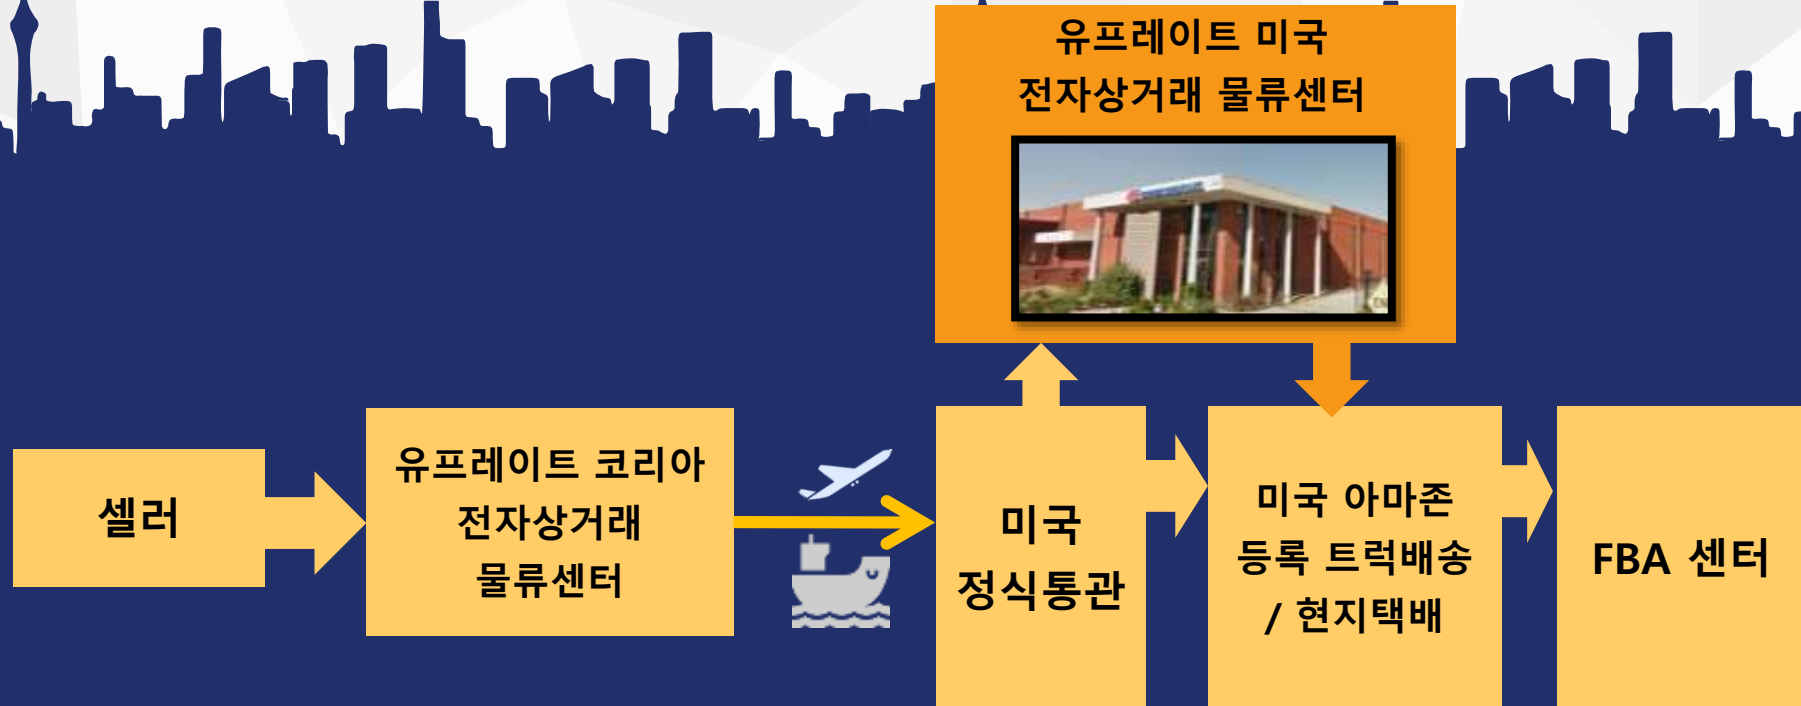 유프레이트 미국
전자상거래 물류센터
셀러
유프레이트 코리아
전자상거래
물류센터
미국
정식통관
미국 아마존
등록 트럭배송
/ 현지택배
FBA 센터